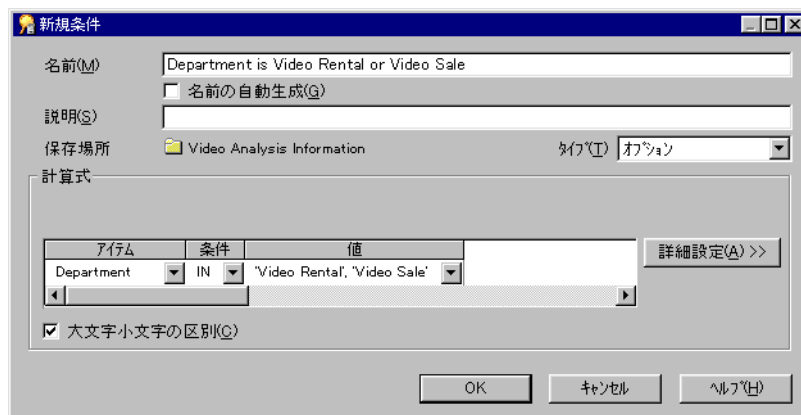 新規条件
名前(M) Department is Video Rental or Video Sale
名前の自動生成(G)
説明(S)
保存場所 Video Analysis Information タイプ(T) オプション
計算式
アイテム 条件 値
Department IN 'Video Rental', 'Video Sale' 詳細設定(A) >>
大文字小文字の区別(C)
OK キャンセル ヘルプ(H)